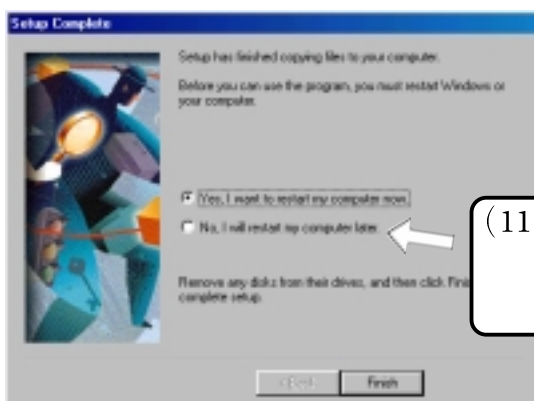 Setup Complete
Setup has finished copying files to your computer.
Before you can use the program, you must restart Windows or
your computer.
Yes, I want to restart my computer now.
No, I will restart my computer later.
(11
Remove any disks from their drives, and then click
complete setup.
< Back
Finish